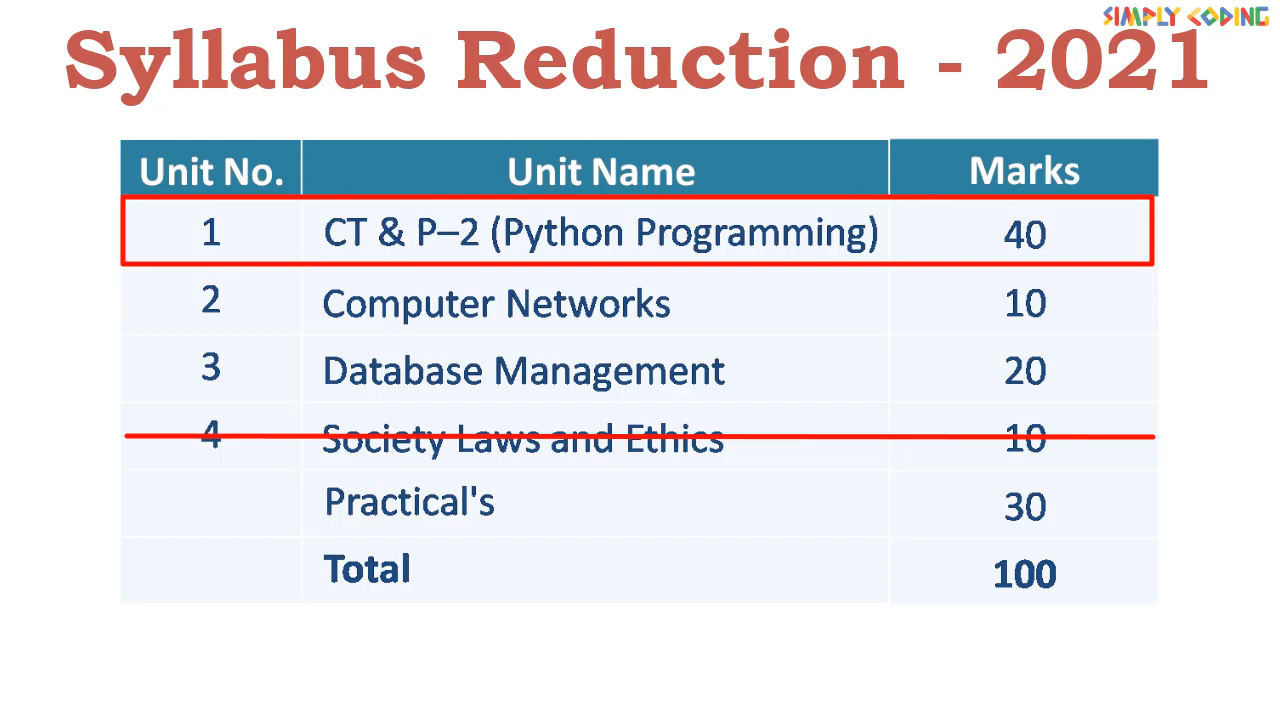 SIMPLY CODING
Syllabus Reduction - 2021
Unit No. Unit Name Marks
1 CT & P–2 (Python Programming) 40
2 Computer Networks 10
3 Database Management 20
4 Society Laws and Ethics 10
Practical's 30
Total 100